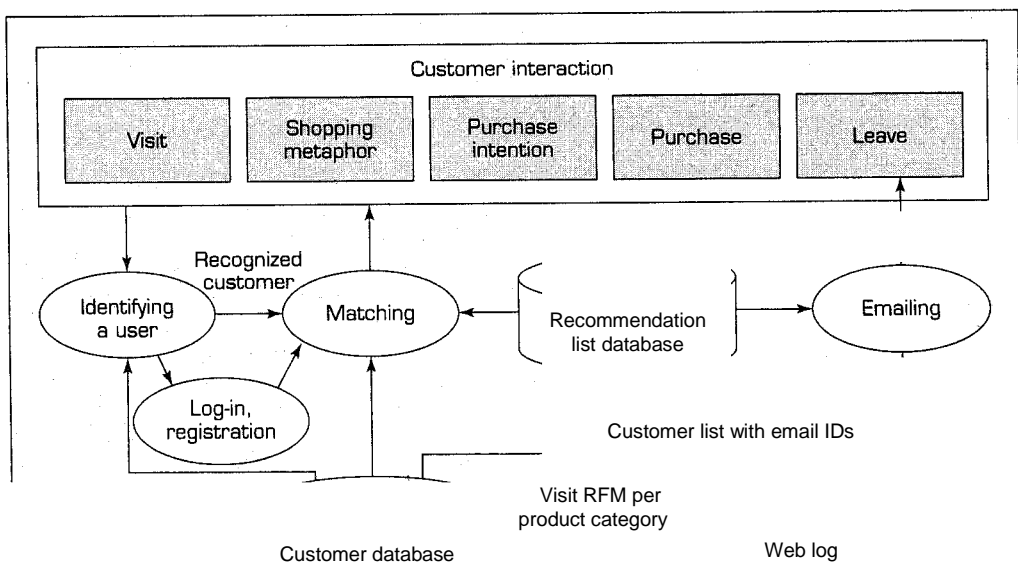 Customer interaction
Visit
Shopping
metaphor
Purchase
intention
Purchase
Leave
Recognized
customer
Identifying
a user
Matching
Recommendation
list database
Emailing
Log-in,
registration
Customer list with email IDs
Visit RFM per
product category
Customer database
Web log